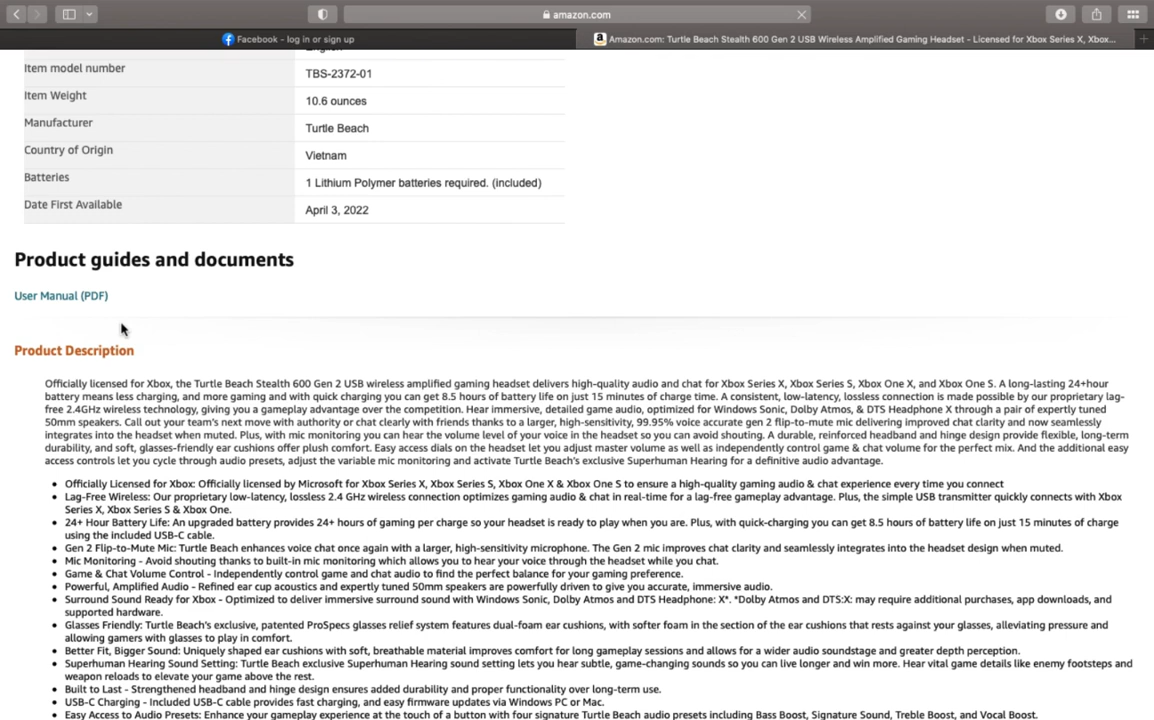 amazon.com
Facebook - log in or sign up
Amazon.com: Turtle Beach Stealth 600 Gen 2 USB Wireless Amplified Gaming Headset - Licensed for Xbox Series X, Xbox...
English
Item model number TBS-2372-01
Item Weight 10.6 ounces
Manufacturer Turtle Beach
Country of Origin Vietnam
Batteries 1 Lithium Polymer batteries required. (included)
Date First Available April 3, 2022
Product guides and documents
User Manual (PDF)
Product Description
Officially licensed for Xbox, the Turtle Beach Stealth 600 Gen 2 USB wireless amplified gaming headset delivers high-quality audio and chat for Xbox Series X, Xbox Series S, Xbox One X, and Xbox One S. A long-lasting 24+hour
battery means less charging, and more gaming and with quick charging you can get 8.5 hours of battery life on just 15 minutes of charge time. A consistent, low-latency, lossless connection is made possible by our proprietary lag-
free 2.4GHz wireless technology, giving you a gameplay advantage over the competition. Hear immersive, detailed game audio, optimized for Windows Sonic, Dolby Atmos, & DTS Headphone X through a pair of expertly tuned
50mm speakers. Call out your team's next move with authority or chat clearly with friends thanks to a larger, high-sensitivity, 99.95% voice accurate gen 2 flip-to-mute mic delivering improved chat clarity and now seamlessly
integrates into the headset when muted. Plus, with mic monitoring you can hear the volume level of your voice in the headset so you can avoid shouting. A durable, reinforced headband and hinge design provide flexible, long-term
durability, and soft, glasses-friendly ear cushions offer plush comfort. Easy access dials on the headset let you adjust master volume as well as independently control game & chat volume for the perfect mix. And the additional easy
access controls let you cycle through audio presets, adjust the variable mic monitoring and activate Turtle Beach's exclusive Superhuman Hearing for a definitive audio advantage.
• Officially Licensed for Xbox: Officially licensed by Microsoft for Xbox Series X, Xbox Series S, Xbox One X & Xbox One S to ensure a high-quality gaming audio & chat experience every time you connect
• Lag-Free Wireless: Our proprietary low-latency, lossless 2.4 GHz wireless connection optimizes gaming audio & chat in real-time for a lag-free gameplay advantage. Plus, the simple USB transmitter quickly connects with Xbox
Series X, Xbox Series S & Xbox One.
• 24+ Hour Battery Life: An upgraded battery provides 24+ hours of gaming per charge so your headset is ready to play when you are. Plus, with quick-charging you can get 8.5 hours of battery life on just 15 minutes of charge
using the included USB-C cable.
• Gen 2 Flip-to-Mute Mic: Turtle Beach enhances voice chat once again with a larger, high-sensitivity microphone. The Gen 2 mic improves chat clarity and seamlessly integrates into the headset design when muted.
• Mic Monitoring - Avoid shouting thanks to built-in mic monitoring which allows you to hear your voice through the headset while you chat.
• Game & Chat Volume Control - Independently control game and chat audio to find the perfect balance for your gaming preference.
• Powerful, Amplified Audio - Refined ear cup acoustics and expertly tuned 50mm speakers are powerfully driven to give you accurate, immersive audio.
• Surround Sound Ready for Xbox - Optimized to deliver immersive surround sound with Windows Sonic, Dolby Atmos and DTS Headphone: X*. *Dolby Atmos and DTS:X: may require additional purchases, app downloads, and
supported hardware.
• Glasses Friendly: Turtle Beach's exclusive, patented ProSpecs glasses relief system features dual-foam ear cushions, with softer foam in the section of the ear cushions that rests against your glasses, alleviating pressure and
allowing gamers with glasses to play in comfort.
• Better Fit, Bigger Sound: Uniquely shaped ear cushions with soft, breathable material improves comfort for long gameplay sessions and allows for a wider audio soundstage and greater depth perception.
• Superhuman Hearing Sound Setting: Turtle Beach exclusive Superhuman Hearing sound setting lets you hear subtle, game-changing sounds so you can live longer and win more. Hear vital game details like enemy footsteps and
weapon reloads to elevate your game above the rest.
• Built to Last - Strengthened headband and hinge design ensures added durability and proper functionality over long-term use.
• USB-C Charging - Included USB-C cable provides fast charging, and easy firmware updates via Windows PC or Mac.
• Easy Access to Audio Presets: Enhance your gameplay experience at the touch of a button with four signature Turtle Beach audio presets including Bass Boost, Signature Sound, Treble Boost, and Vocal Boost.